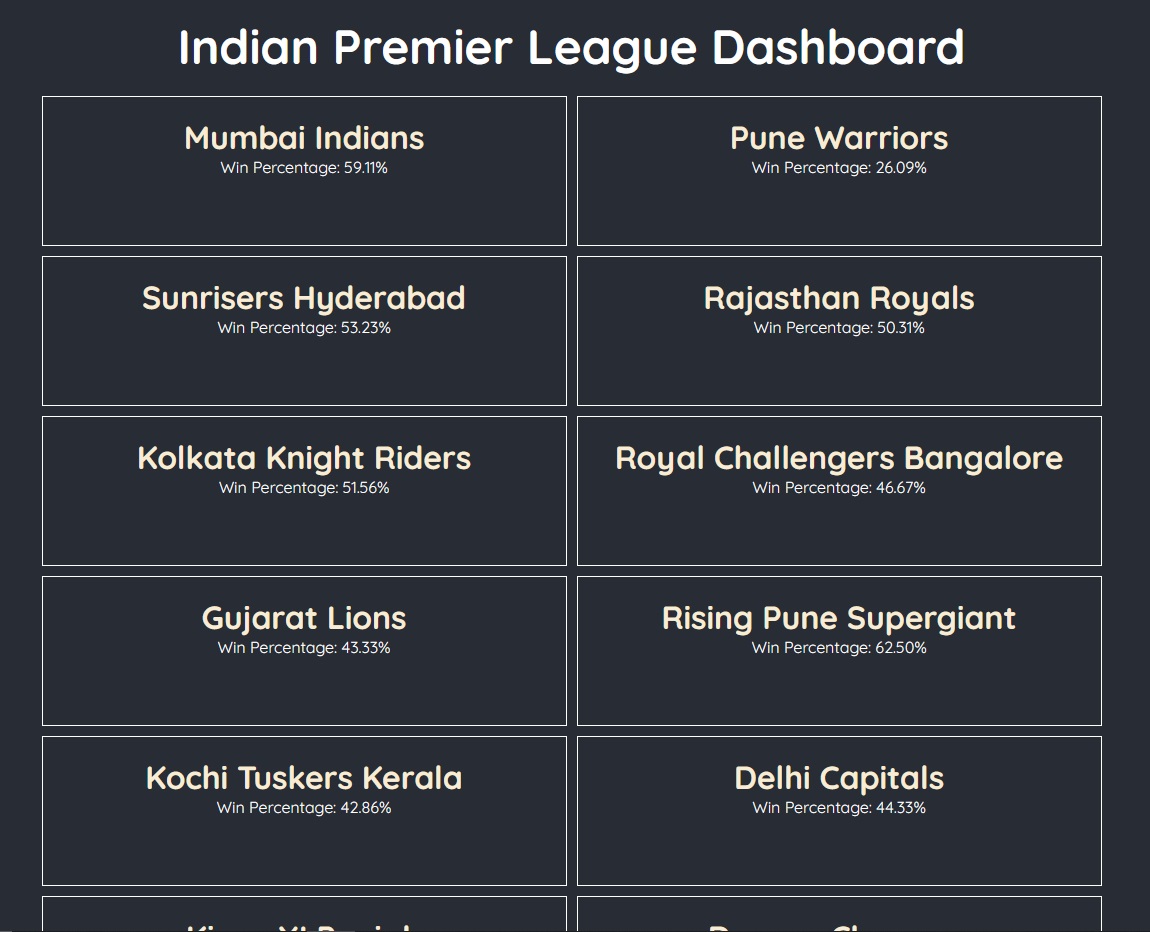 Indian Premier League Dashboard
Mumbai Indians
Win Percentage: 59.11%
Pune Warriors
Win Percentage: 26.09%
Sunrisers Hyderabad
Win Percentage: 53.23%
Rajasthan Royals
Win Percentage: 50.31%
Kolkata Knight Riders
Win Percentage: 51.56%
Royal Challengers Bangalore
Win Percentage: 46.67%
Gujarat Lions
Win Percentage: 43.33%
Rising Pune Supergiant
Win Percentage: 62.50%
Kochi Tuskers Kerala
Win Percentage: 42.86%
Delhi Capitals
Win Percentage: 44.33%